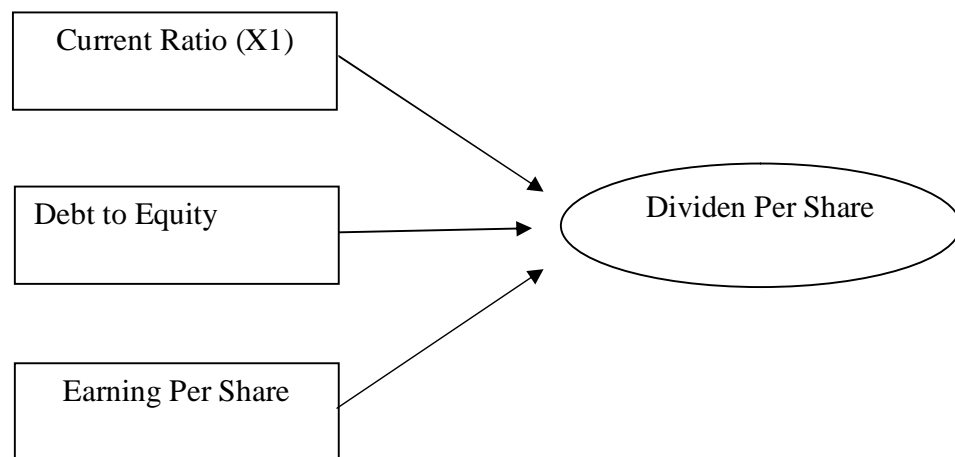 Current Ratio (X1)
Debt to Equity
Dividen Per Share
Earning Per Share